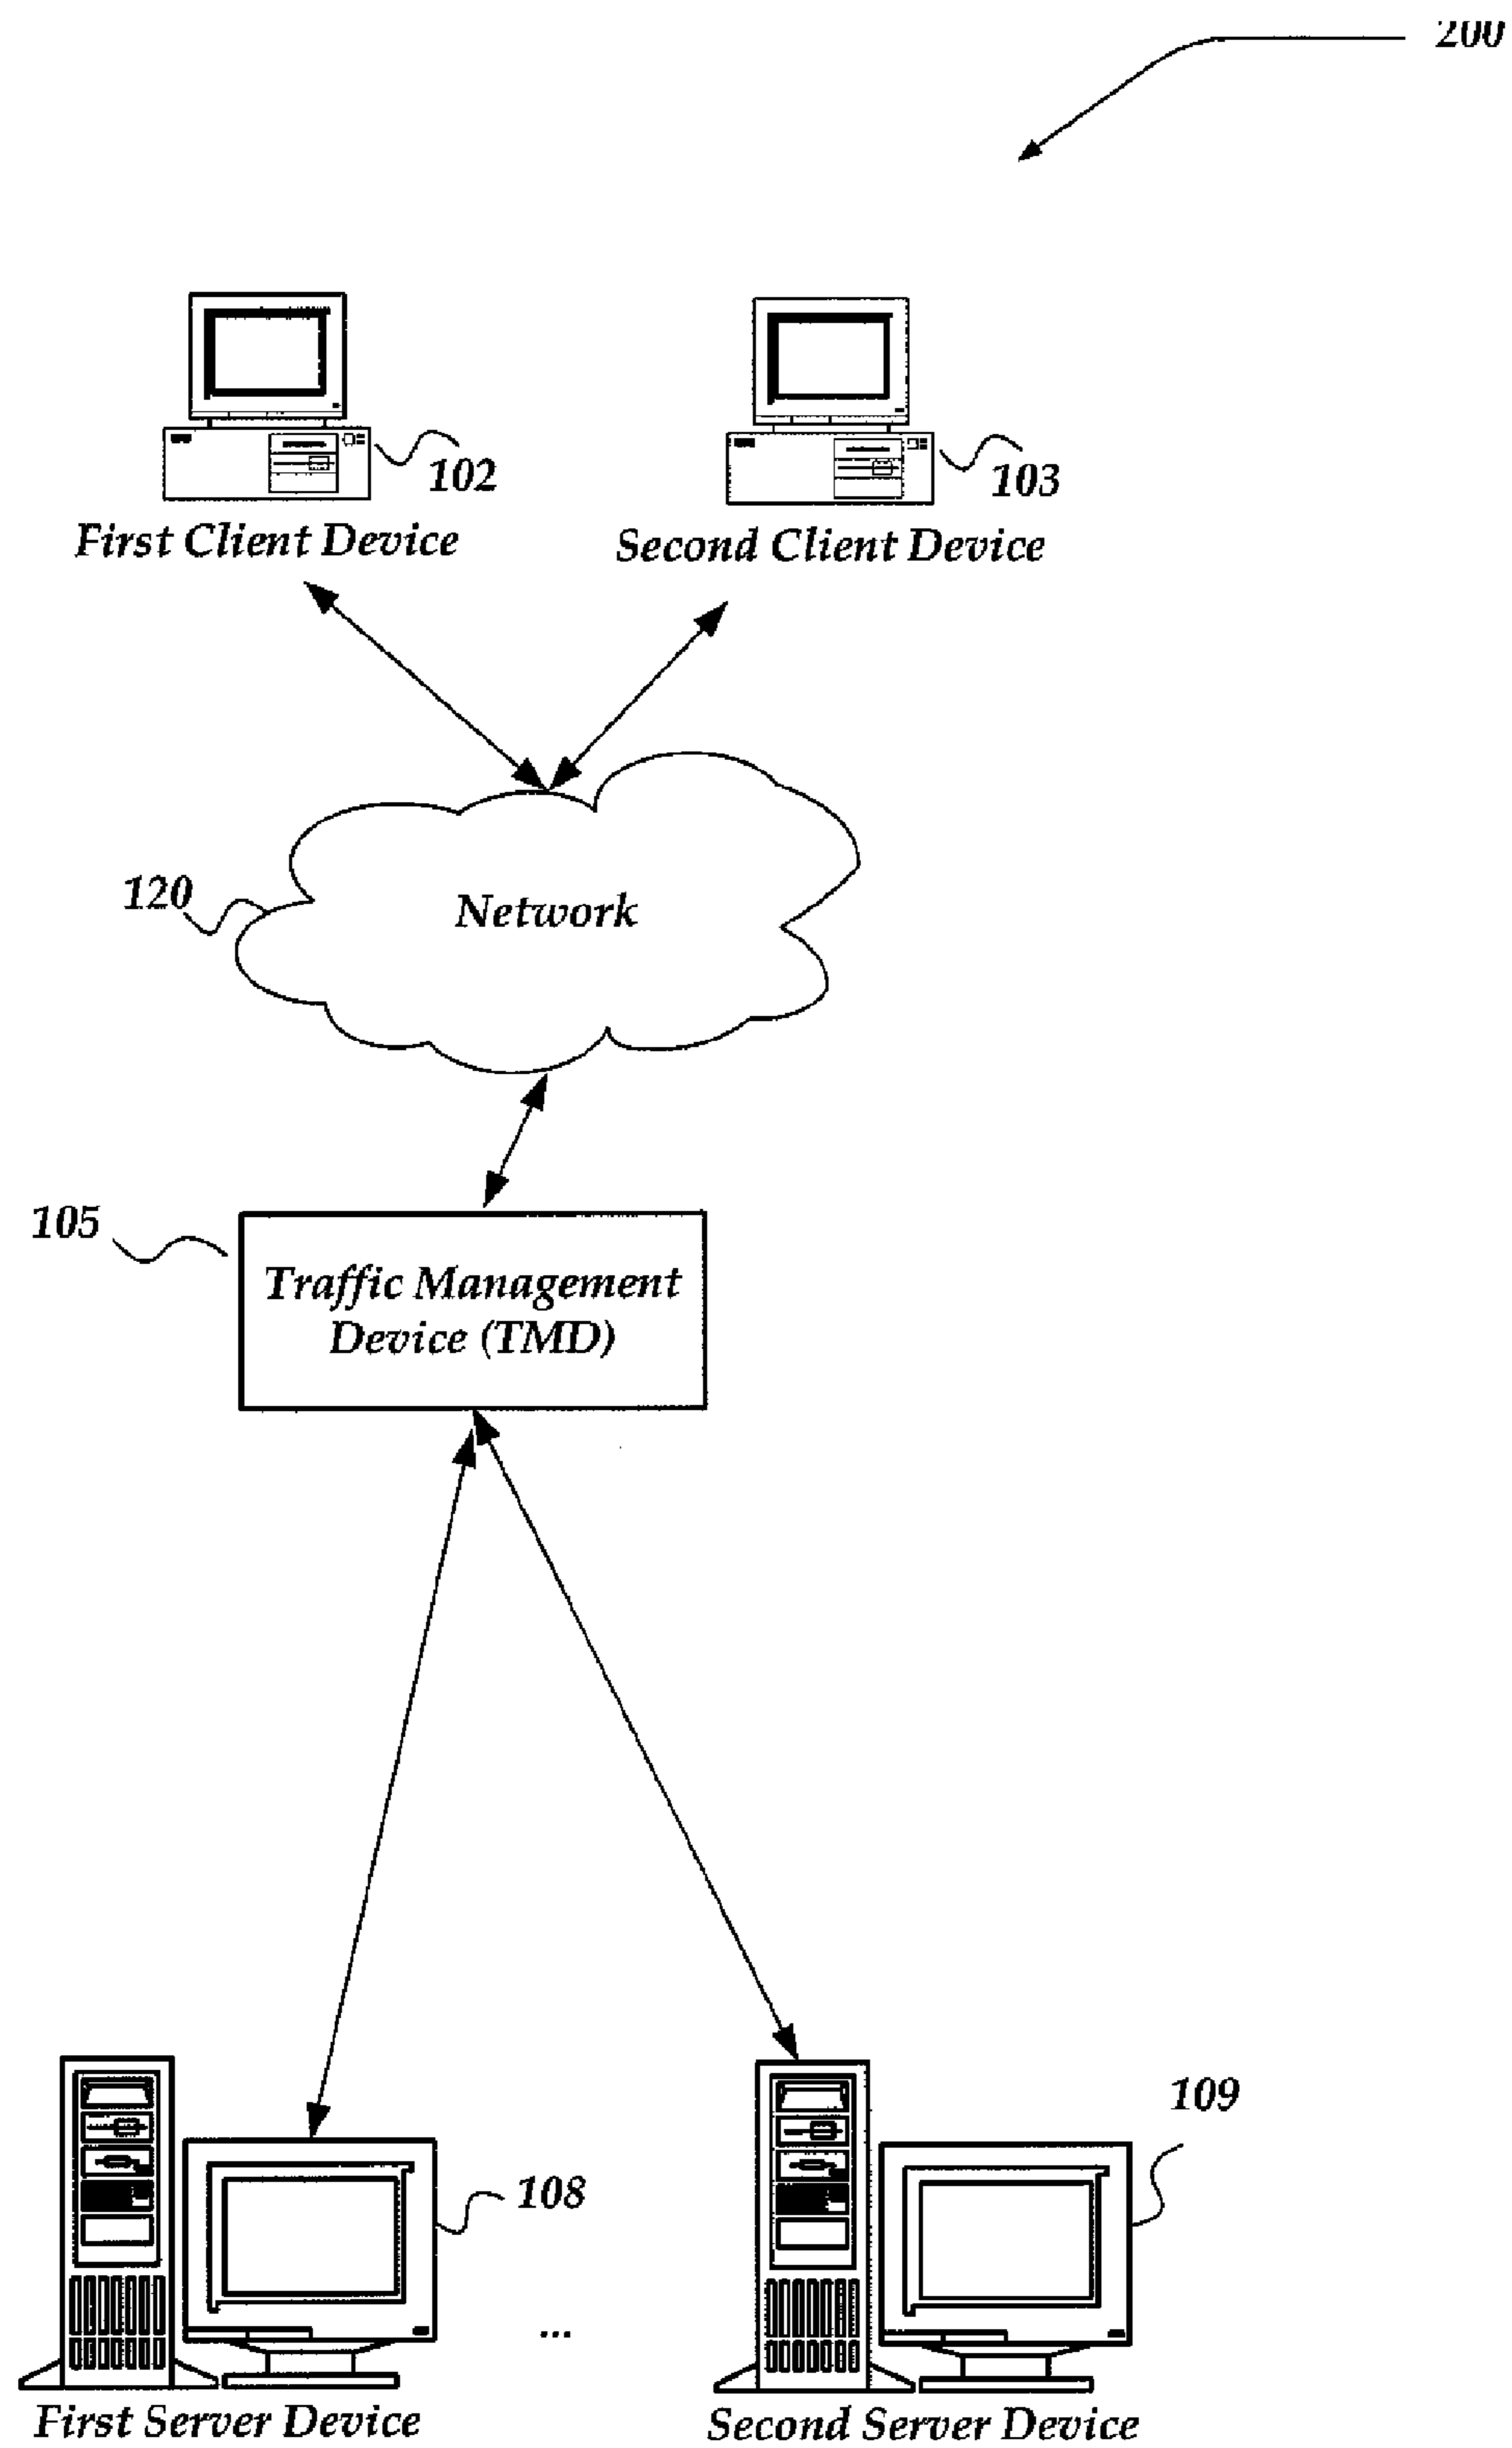 200
102
103
First Client Device
Second Client Device
120
Network
105
Traffic Management
Device (TMD)
109
108
...
First Server Device
Second Server Device